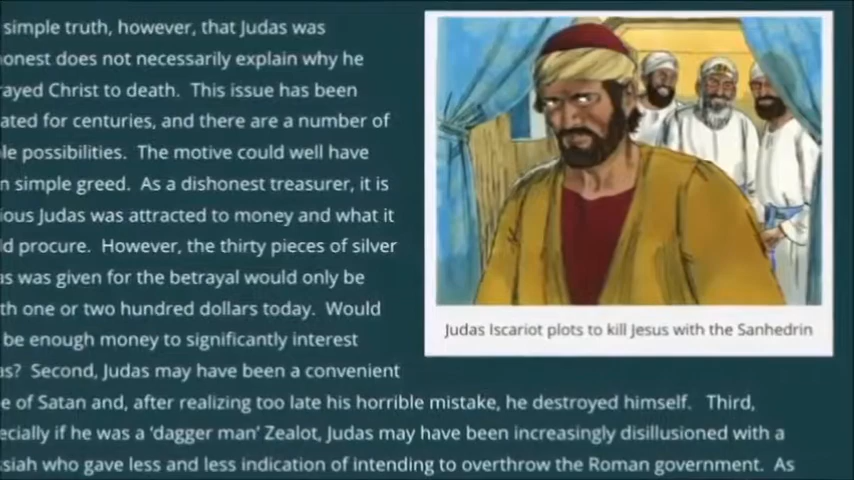 simple truth, however, that Judas was
onest does not necessarily explain why he
rayed Christ to death. This issue has been
ated for centuries, and there are a number of
le possibilities. The motive could well have
n simple greed. As a dishonest treasurer, it is
ious Judas was attracted to money and what it
ld procure. However, the thirty pieces of silver
as was given for the betrayal would only be
th one or two hundred dollars today. Would
be enough money to significantly interest
as? Second, Judas may have been a convenient
e of Satan and, after realizing too late his horrible mistake, he destroyed himself. Third,
ecially if he was a ‘dagger man’ Zealot, Judas may have been increasingly disillusioned with a
ssiah who gave less and less indication of intending to overthrow the Roman government. As
Judas Iscariot plots to kill Jesus with the Sanhedrin